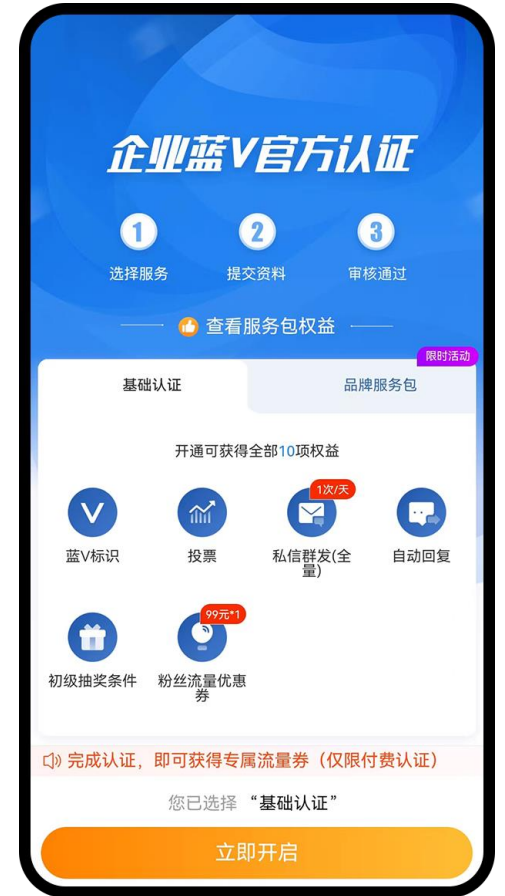 企业蓝V官方认证
1 2 3
选择服务 提交资料 审核通过
查看服务包权益
限时活动
基础认证 品牌服务包
开通可获得全部10项权益
1次/天
V
蓝V标识 投票 私信群发(全
量) 自动回复
99元*1
初级抽奖条件 粉丝流量优惠
券
完成认证，即可获得专属流量券（仅限付费认证）
您已选择 “基础认证”
立即开启